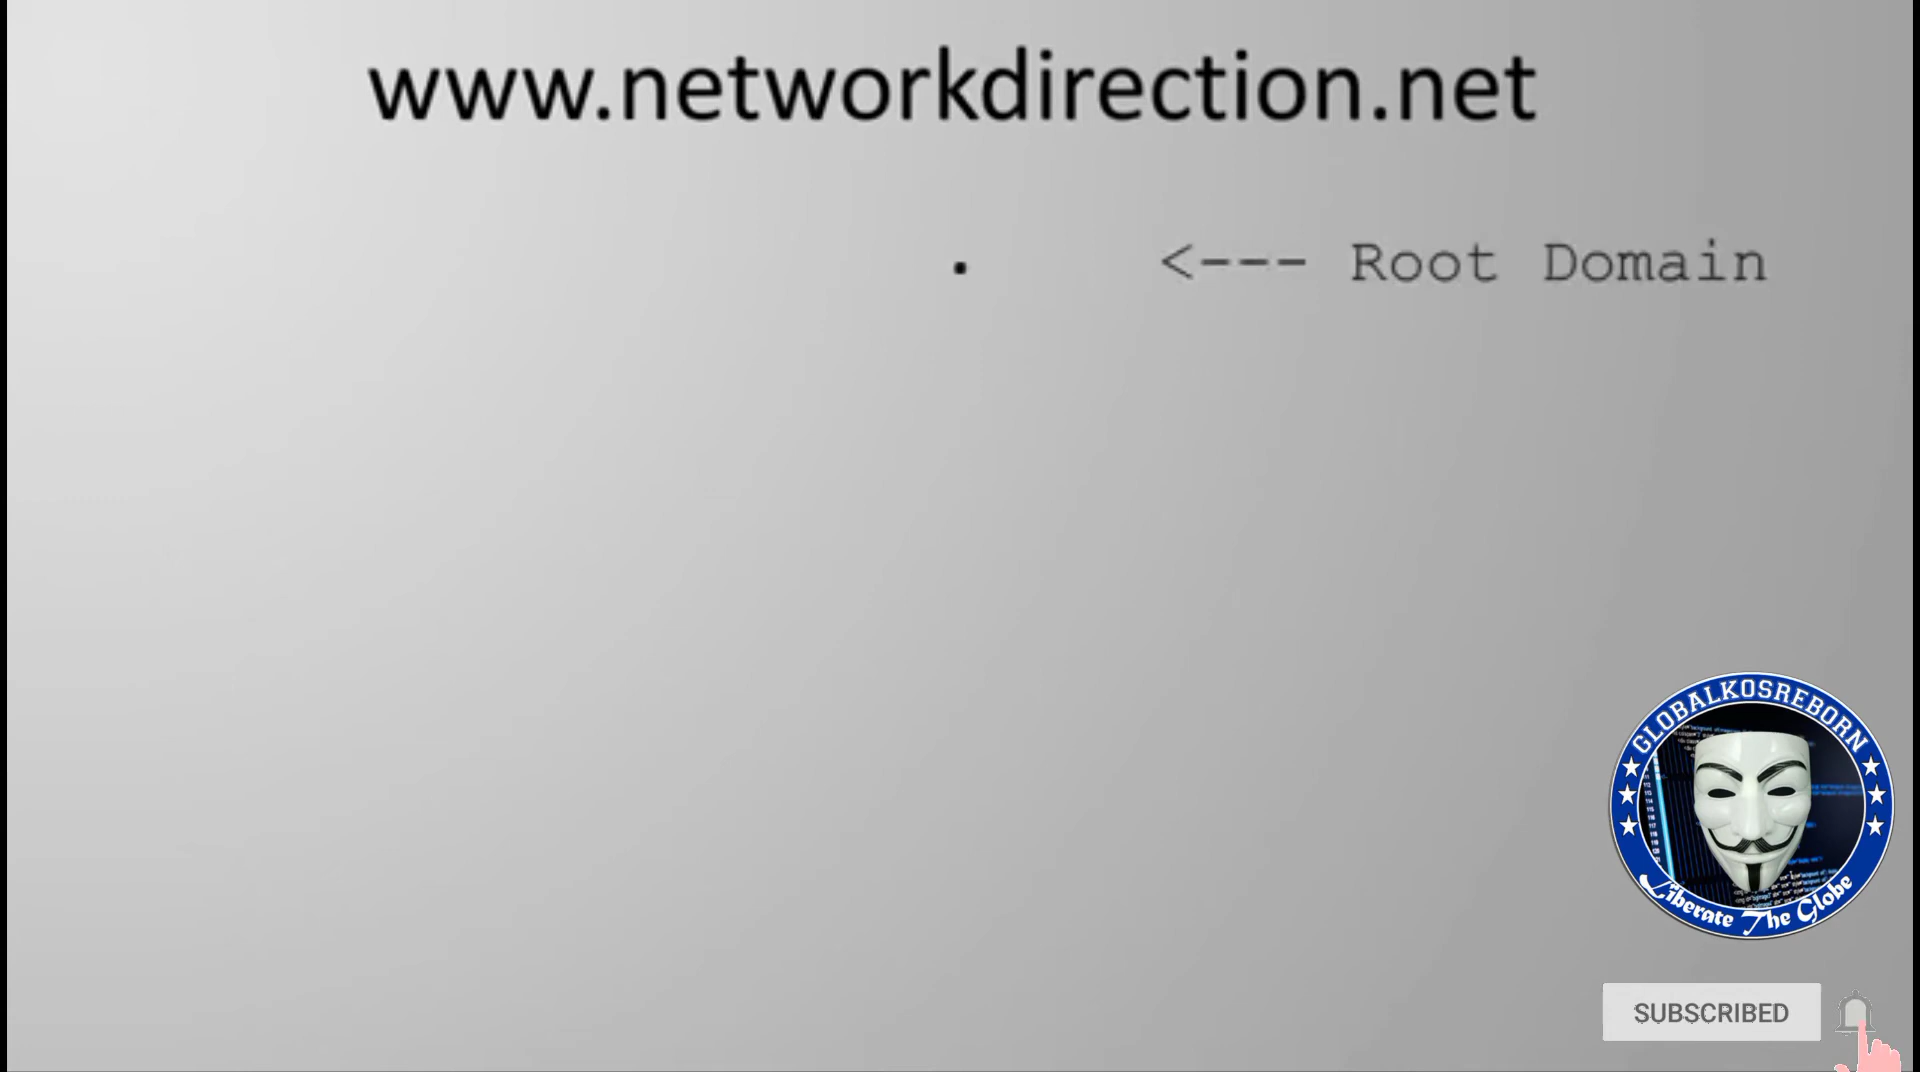 www.networkdirection.net
. <--- Root Domain
GLOBALKOSREBORN
Liberate The Globe
SUBSCRIBED